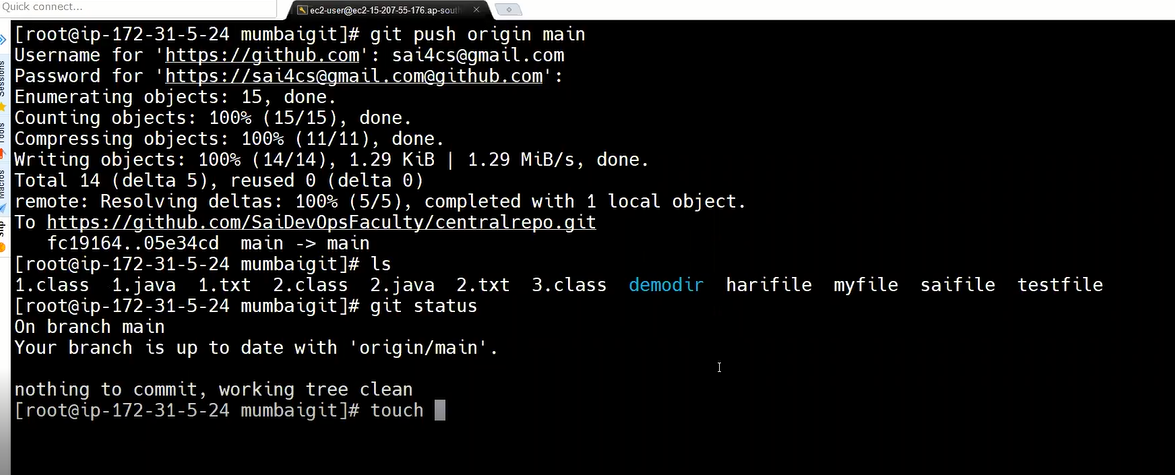 Quick connect...
ec2-user@ec2-15-207-55-176.ap-sout
[root@ip-172-31-5-24 mumbaigit]# git push origin main
Username for 'https://github.com': sai4cs@gmail.com
Password for 'https://sai4cs@gmail.com@github.com':
Enumerating objects: 15, done.
Counting objects: 100% (15/15), done.
Compressing objects: 100% (11/11), done.
Writing objects: 100% (14/14), 1.29 KiB | 1.29 MiB/s, done.
Total 14 (delta 5), reused 0 (delta 0)
remote: Resolving deltas: 100% (5/5), completed with 1 local object.
To https://github.com/SaiDevOpsFaculty/centralrepo.git
   fc19164..05e34cd  main -> main
[root@ip-172-31-5-24 mumbaigit]# ls
1.class  1.java  1.txt  2.class  2.java  2.txt  3.class  demodir  harifile  myfile  saifile  testfile
[root@ip-172-31-5-24 mumbaigit]# git status
On branch main
Your branch is up to date with 'origin/main'.
nothing to commit, working tree clean
[root@ip-172-31-5-24 mumbaigit]# touch
Sessions
Tools
Macros